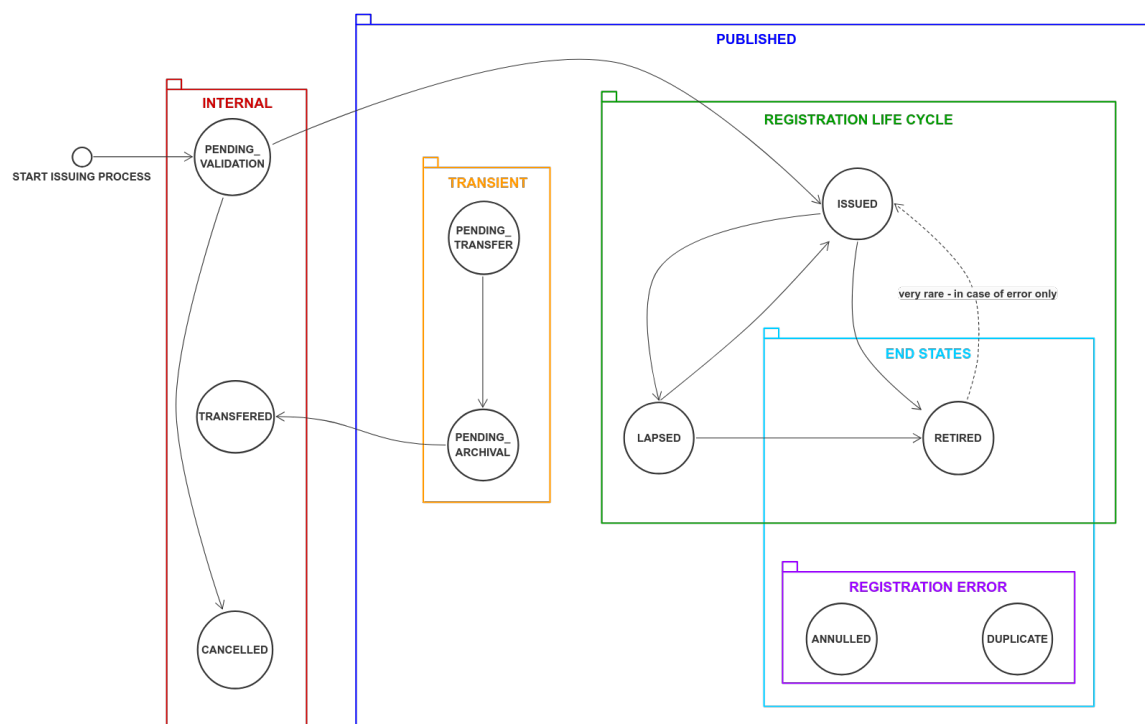 PUBLISHED
INTERNAL
REGISTRATION LIFE CYCLE
PENDING_
VALIDATION
START ISSUING PROCESS
TRANSIENT
ISSUED
PENDING_
TRANSFER
very rare - in case of error only
END STATES
TRANSFERED
PENDING_
ARCHIVAL
LAPSED
RETIRED
REGISTRATION ERROR
CANCELLED
ANNULLED
DUPLICATE